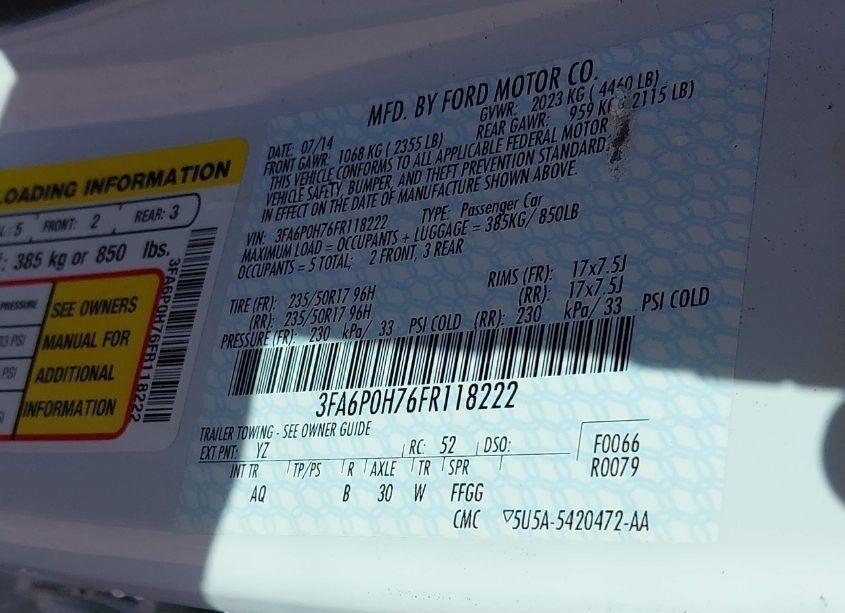 LOADING INFORMATION
5 FRONT: 2 REAR: 3
385 kg or 850 lbs.
PRESSURE
PSI
PSI
SEE OWNERS
MANUAL FOR
ADDITIONAL
INFORMATION
3FA6P0H76FR118222
MFD. BY FORD MOTOR CO.
DATE: 07/14 GVWR: 2023 KG ( 4460 LB)
FRONT GAWR: 1068 KG ( 2355 LB) REAR GAWR: 959 KG ( 2115 LB)
THIS VEHICLE CONFORMS TO ALL APPLICABLE FEDERAL MOTOR
VEHICLE SAFETY, BUMPER, AND THEFT PREVENTION STANDARD
IN EFFECT ON THE DATE OF MANUFACTURE SHOWN ABOVE.
VIN: 3FA6P0H76FR118222 TYPE: Passenger Car
MAXIMUM LOAD = OCCUPANTS + LUGGAGE = 385KG/ 850LB
OCCUPANTS = 5 TOTAL; 2 FRONT, 3 REAR
TIRE (FR): 235/50R17 96H RIMS (FR): 17x7.5J
(RR): 235/50R17 96H (RR): 17x7.5J
PRESSURE (FR): 230 kPa/ 33 PSI COLD (RR): 230 kPa/ 33 PSI COLD
3FA6P0H76FR118222
TRAILER TOWING - SEE OWNER GUIDE
EXT PNT: YZ RC: 52 DSO: F0066
INT TR TP/PS R AXLE TR SPR R0079
AQ B 30 W FFGG
CMC ▽5U5A-5420472-AA